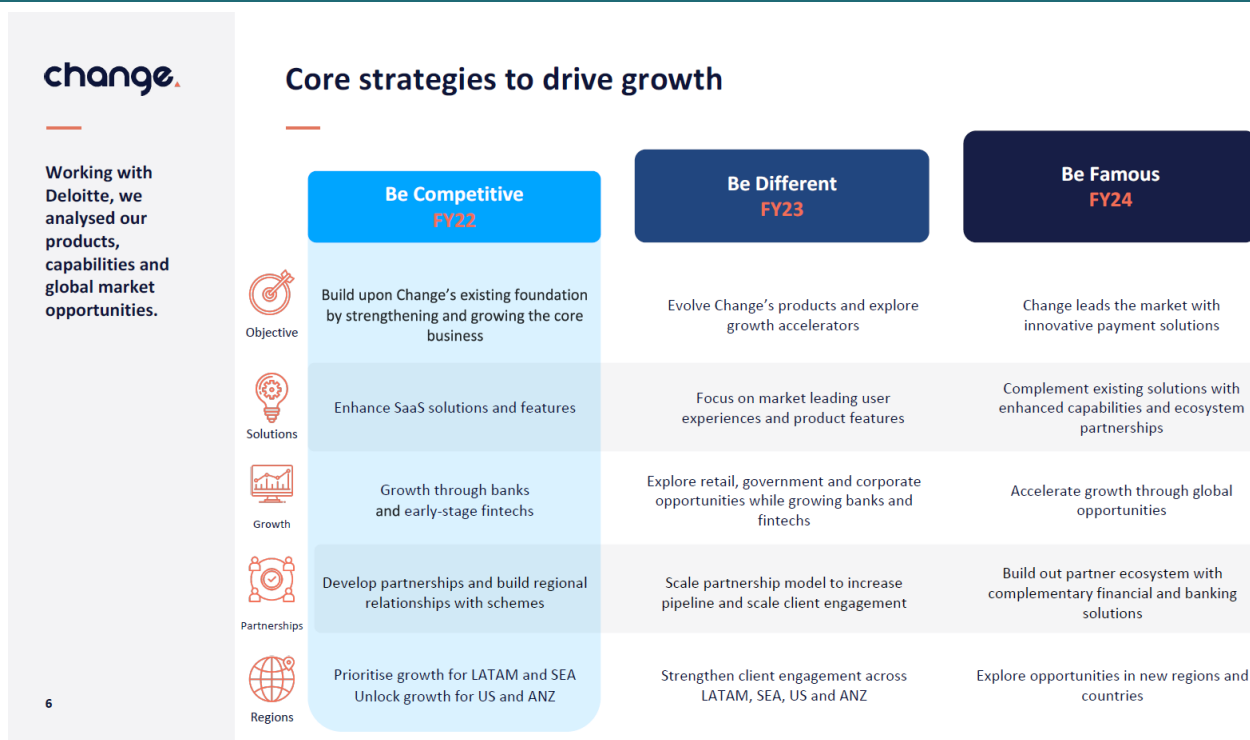 change.
Working with
Deloitte, we
analysed our
products,
capabilities and
global market
opportunities.
6
Core strategies to drive growth
Be Competitive
FY22
Be Different
FY23
Be Famous
FY24
Objective
Build upon Change's existing foundation
by strengthening and growing the core
business
Evolve Change's products and explore
growth accelerators
Change leads the market with
innovative payment solutions
Solutions
Enhance SaaS solutions and features
Focus on market leading user
experiences and product features
Complement existing solutions with
enhanced capabilities and ecosystem
partnerships
Growth
Growth through banks
and early-stage fintechs
Explore retail, government and corporate
opportunities while growing banks and
fintechs
Accelerate growth through global
opportunities
Partnerships
Develop partnerships and build regional
relationships with schemes
Scale partnership model to increase
pipeline and scale client engagement
Build out partner ecosystem with
complementary financial and banking
solutions
Regions
Prioritise growth for LATAM and SEA
Unlock growth for US and ANZ
Strengthen client engagement across
LATAM, SEA, US and ANZ
Explore opportunities in new regions and
countries